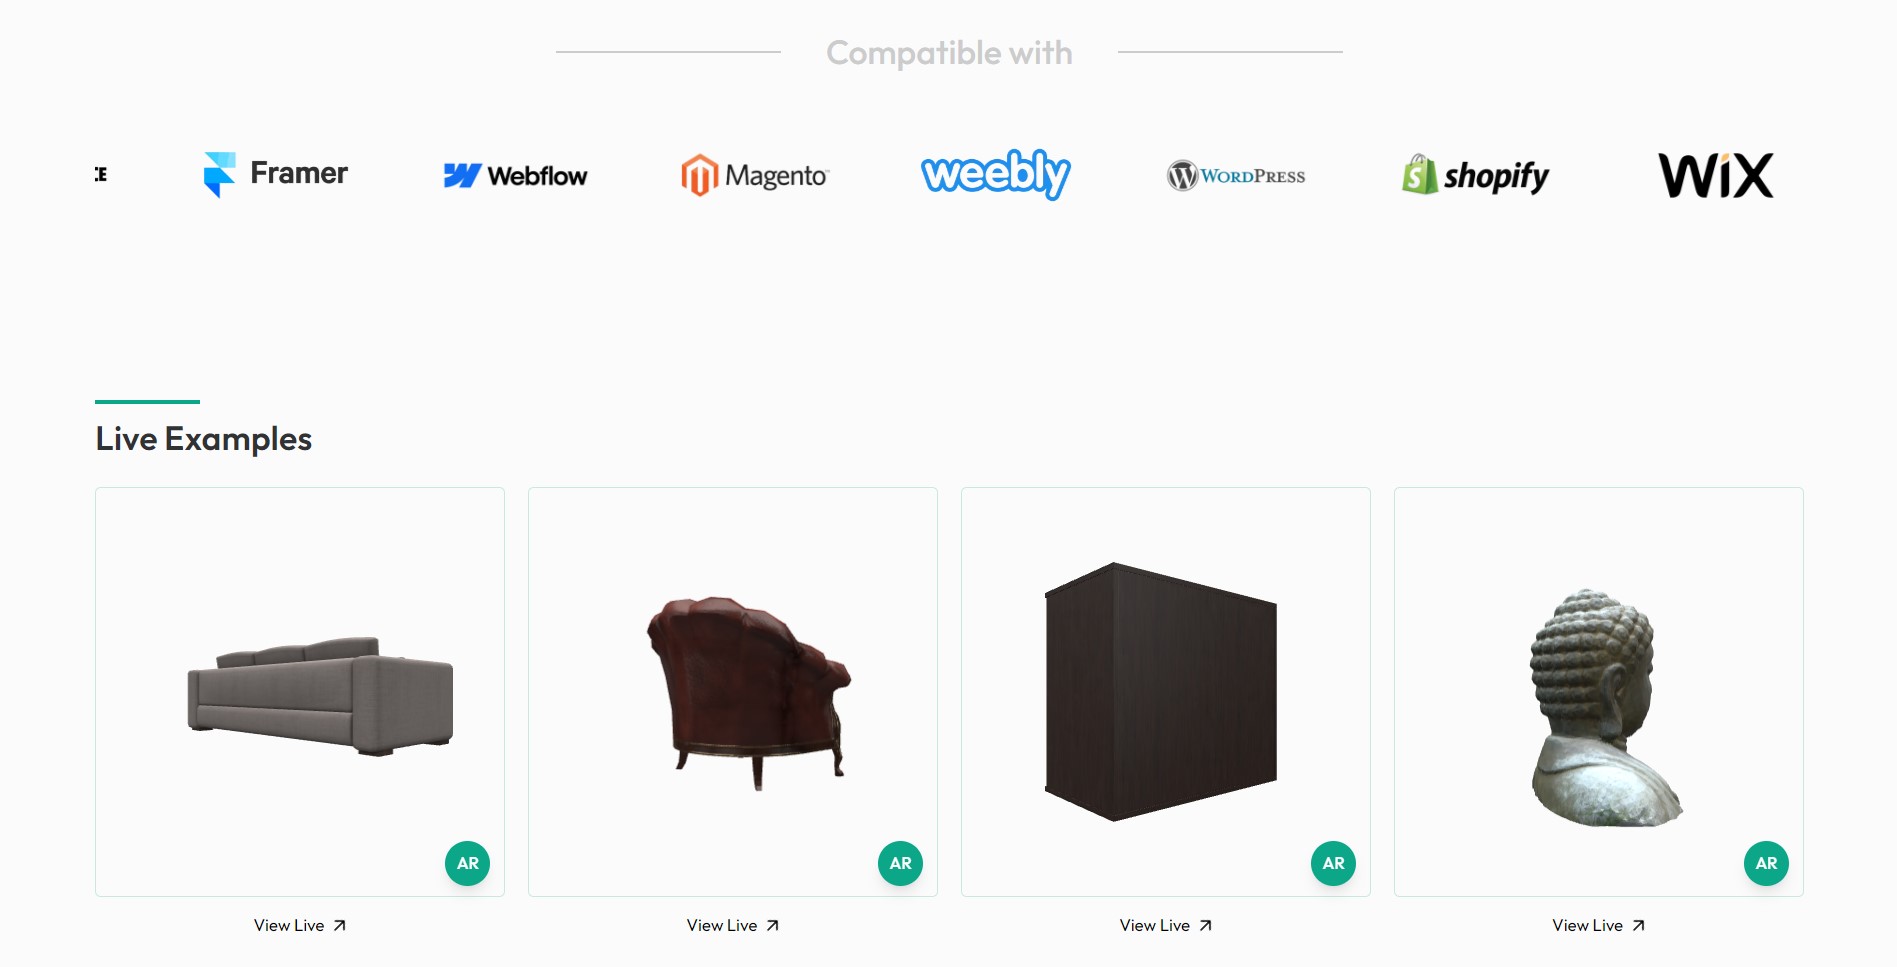 Compatible with
Framer
Webflow
Magento™
weebly
WORDPRESS
shopify
WiX
Live Examples
AR
AR
AR
AR
View Live
View Live
View Live
View Live